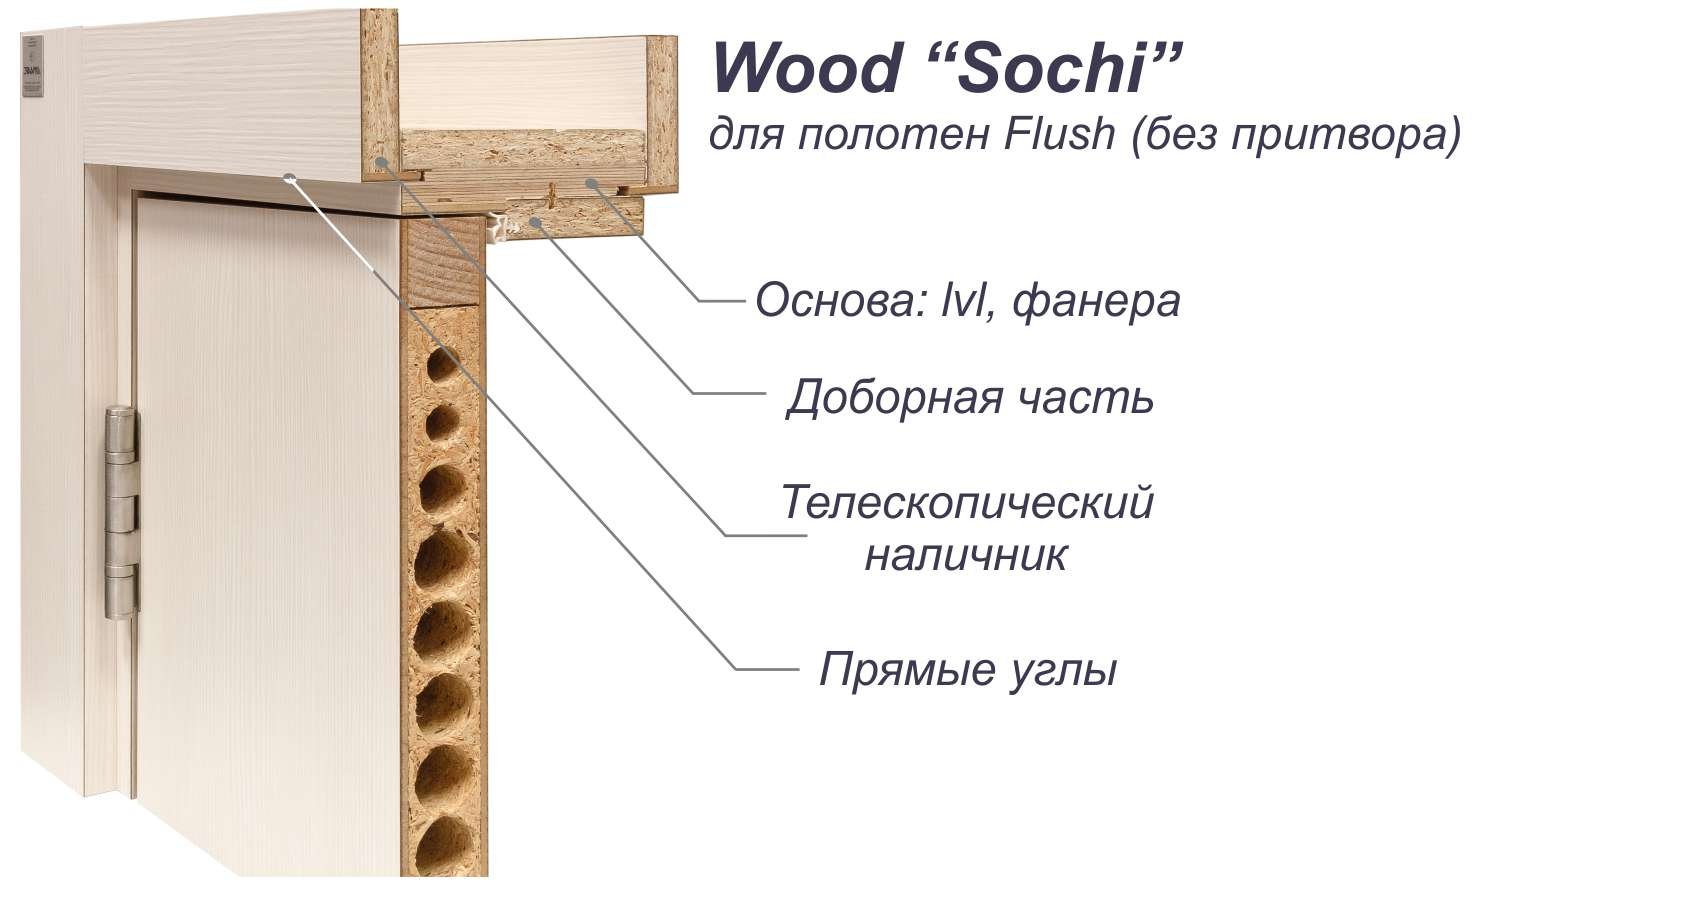 Wood “Sochi”
для полотен Flush (без притвора)
Основа: lvl, фанера
Доборная часть
Телескопический
наличник
Прямые углы